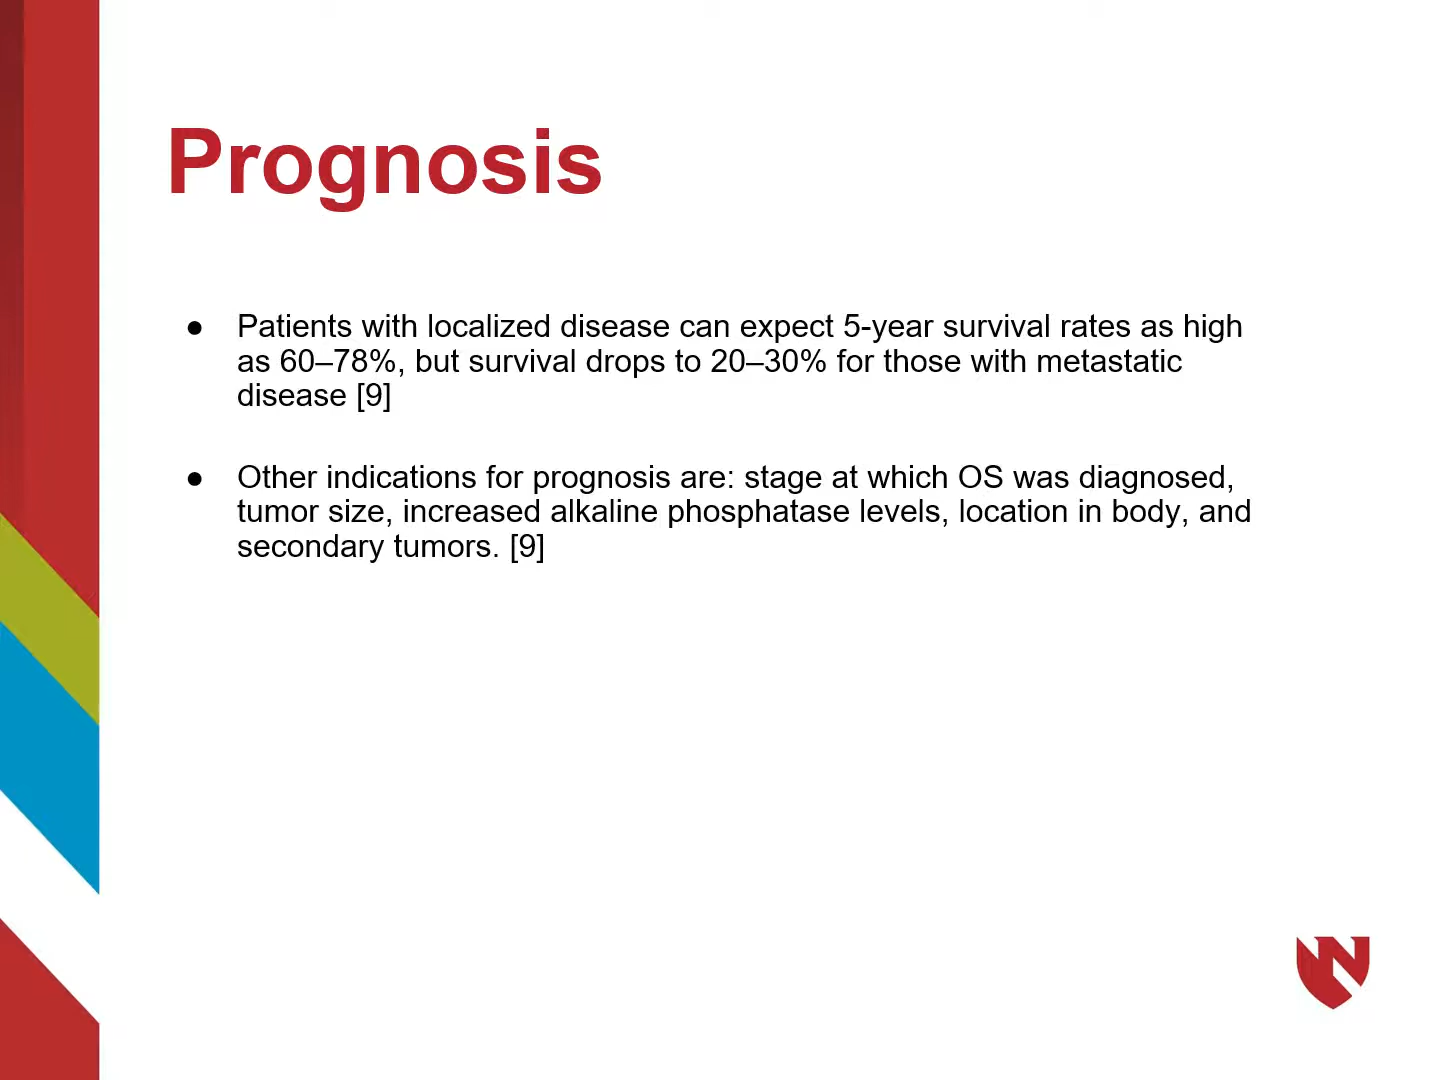 Prognosis
● Patients with localized disease can expect 5-year survival rates as high
as 60–78%, but survival drops to 20–30% for those with metastatic
disease [9]
● Other indications for prognosis are: stage at which OS was diagnosed,
tumor size, increased alkaline phosphatase levels, location in body, and
secondary tumors. [9]